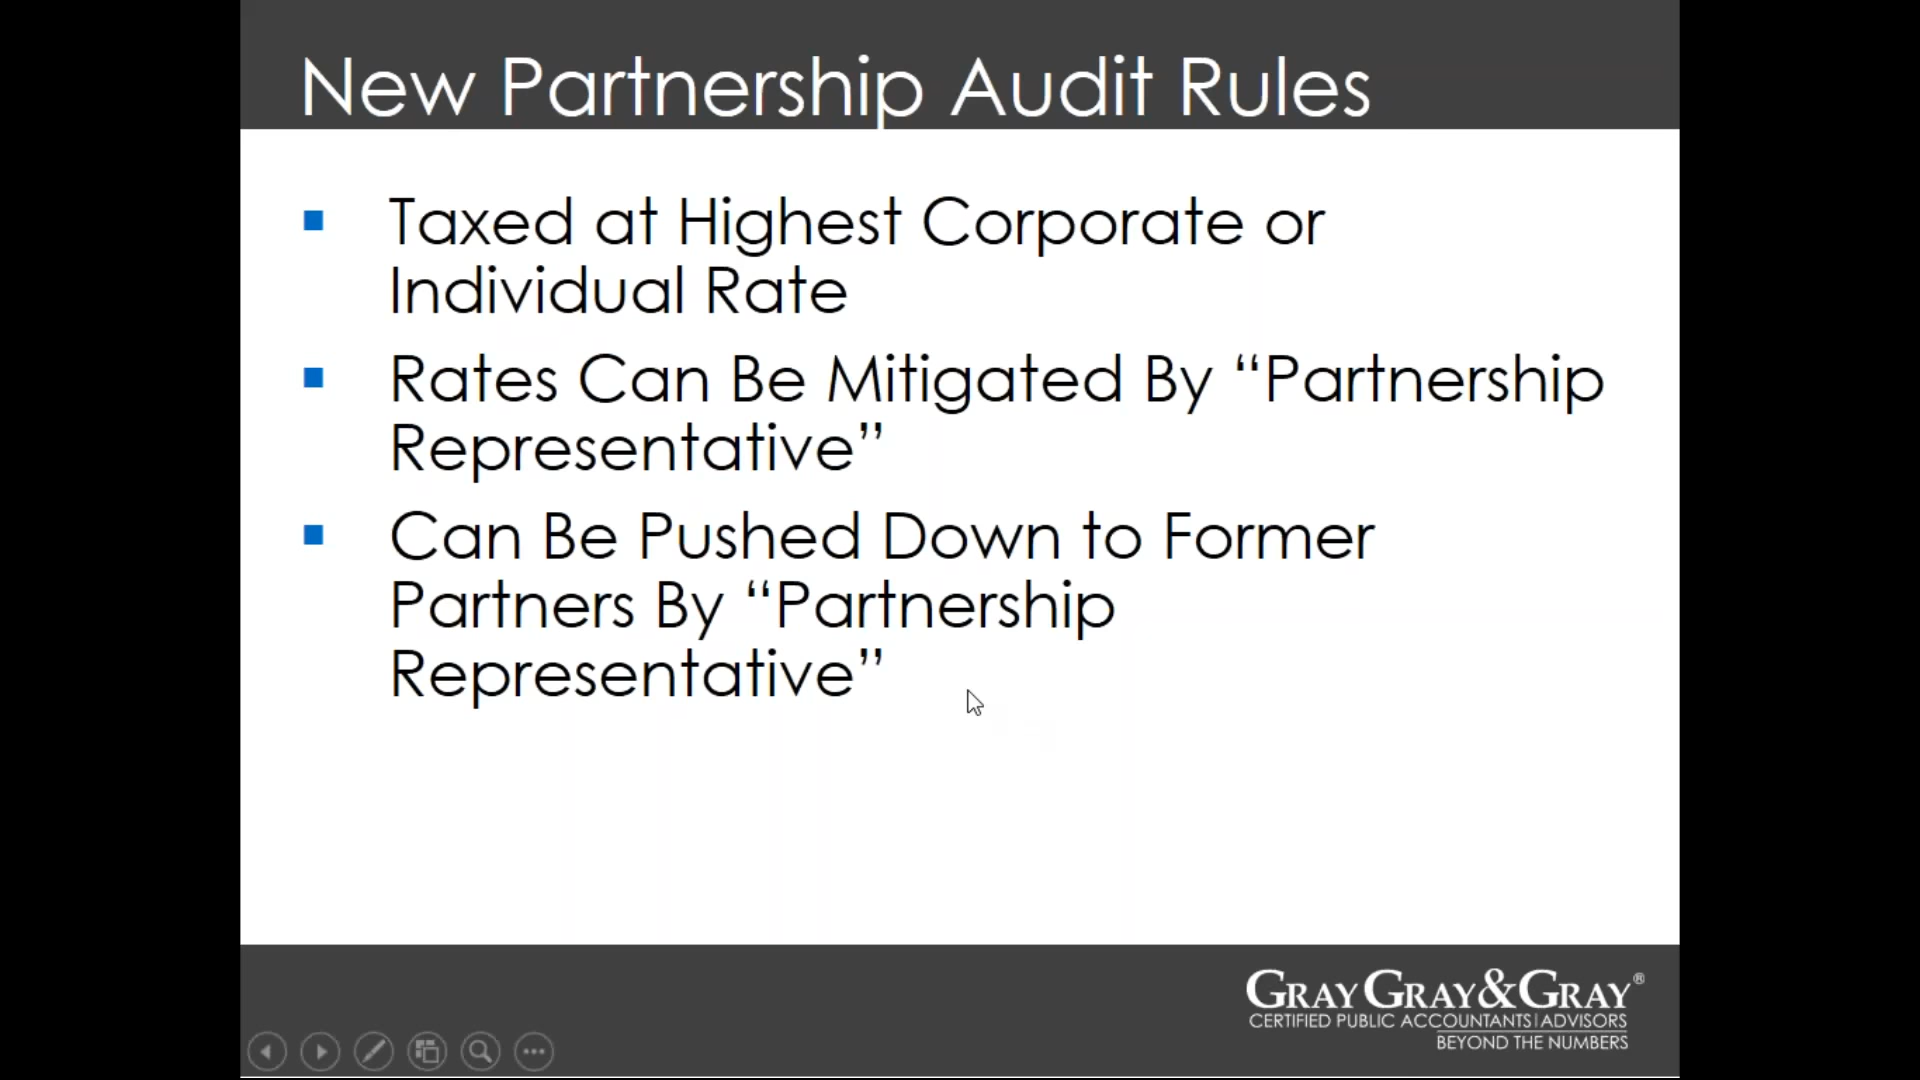 New Partnership Audit Rules
Taxed at Highest Corporate or
Individual Rate
Rates Can Be Mitigated By “Partnership
Representative”
Can Be Pushed Down to Former
Partners By “Partnership
Representative”
GRAY GRAY&GRAY®
CERTIFIED PUBLIC ACCOUNTANTS|ADVISORS
BEYOND THE NUMBERS